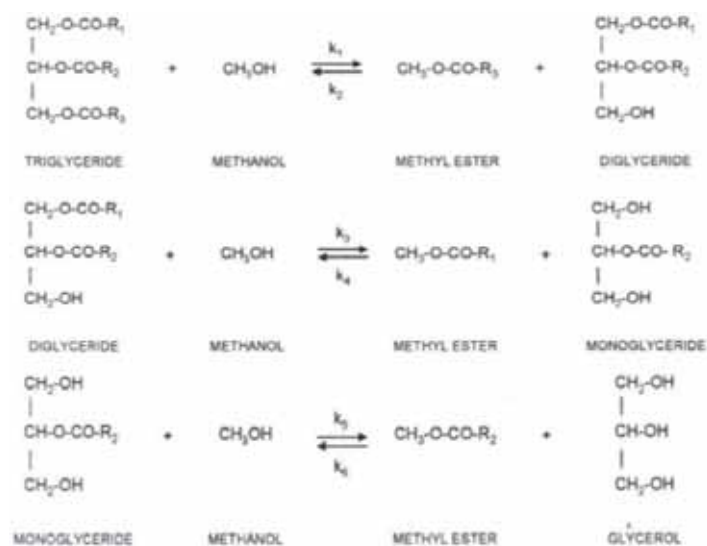 CH₂-O-CO-R₁ CH₂-O-CO-R₁
| k₁ |
CH-O-CO-R₂ + CH₃OH ⇌ CH₃-O-CO-R₃ + CH-O-CO-R₂
| k₂ |
CH₂-O-CO-R₃ CH₂-OH
TRIGLYCERIDE METHANOL METHYL ESTER DIGLYCERIDE
CH₂-O-CO-R₁ CH₂-OH
| k₃ |
CH-O-CO-R₂ + CH₃OH ⇌ CH₃-O-CO-R₁ + CH-O-CO- R₂
| k₄ |
CH₂-OH CH₂-OH
DIGLYCERIDE METHANOL METHYL ESTER MONOGLYCERIDE
CH₂-OH CH₂-OH
| k₅ |
CH-O-CO-R₂ + CH₃OH ⇌ CH₃-O-CO-R₂ + CH-OH
| k₆ |
CH₂-OH CH₂-OH
MONOGLYCERIDE METHANOL METHYL ESTER GLYCEROL